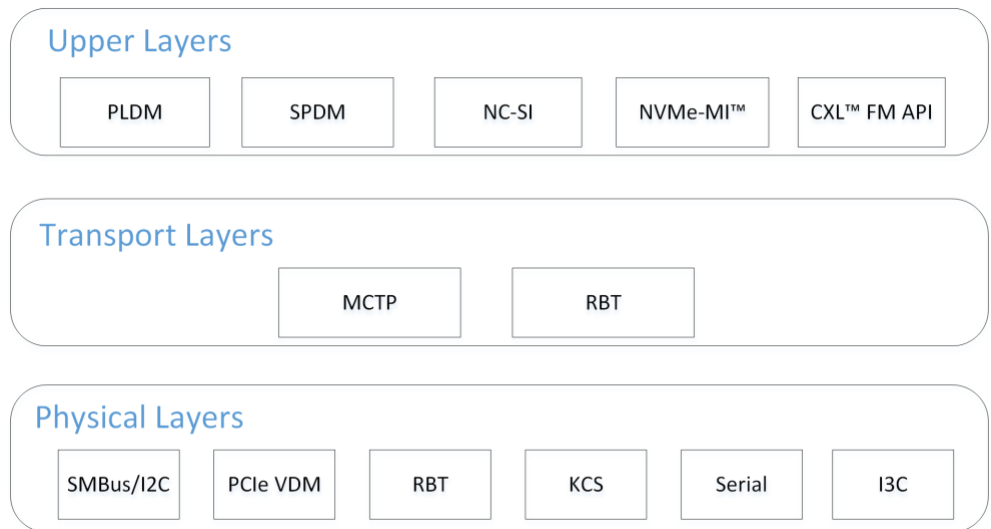 Upper Layers
PLDM
SPDM
NC-SI
NVMe-MI™
CXL™ FM API
Transport Layers
MCTP
RBT
Physical Layers
SMBus/I2C
PCIe VDM
RBT
KCS
Serial
I3C